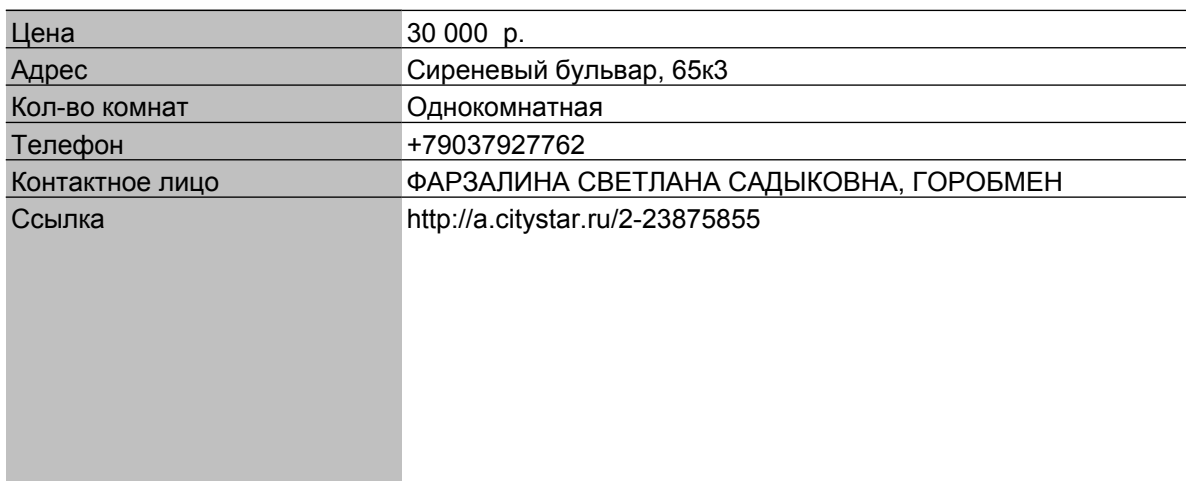 Цена 30 000 р.
Адрес Сиреневый бульвар, 65к3
Кол-во комнат Однокомнатная
Телефон +79037927762
Контактное лицо ФАРЗАЛИНА СВЕТЛАНА САДЫКОВНА, ГОРОБМЕН
Ссылка http://a.citystar.ru/2-23875855